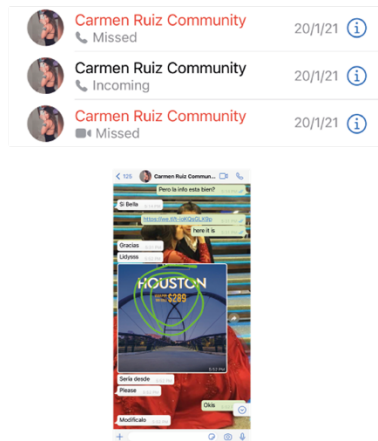 Carmen Ruiz Community
20/1/21
Missed
Carmen Ruiz Community
20/1/21
Incoming
Carmen Ruiz Community
20/1/21
Missed
125
Carmen Ruiz Commun...
Pero la info esta bien?
Si Bella
here it is
Gracias
Lidyssa
HOUSTON
$289
Sería desde
Please
Okis
Modificalo